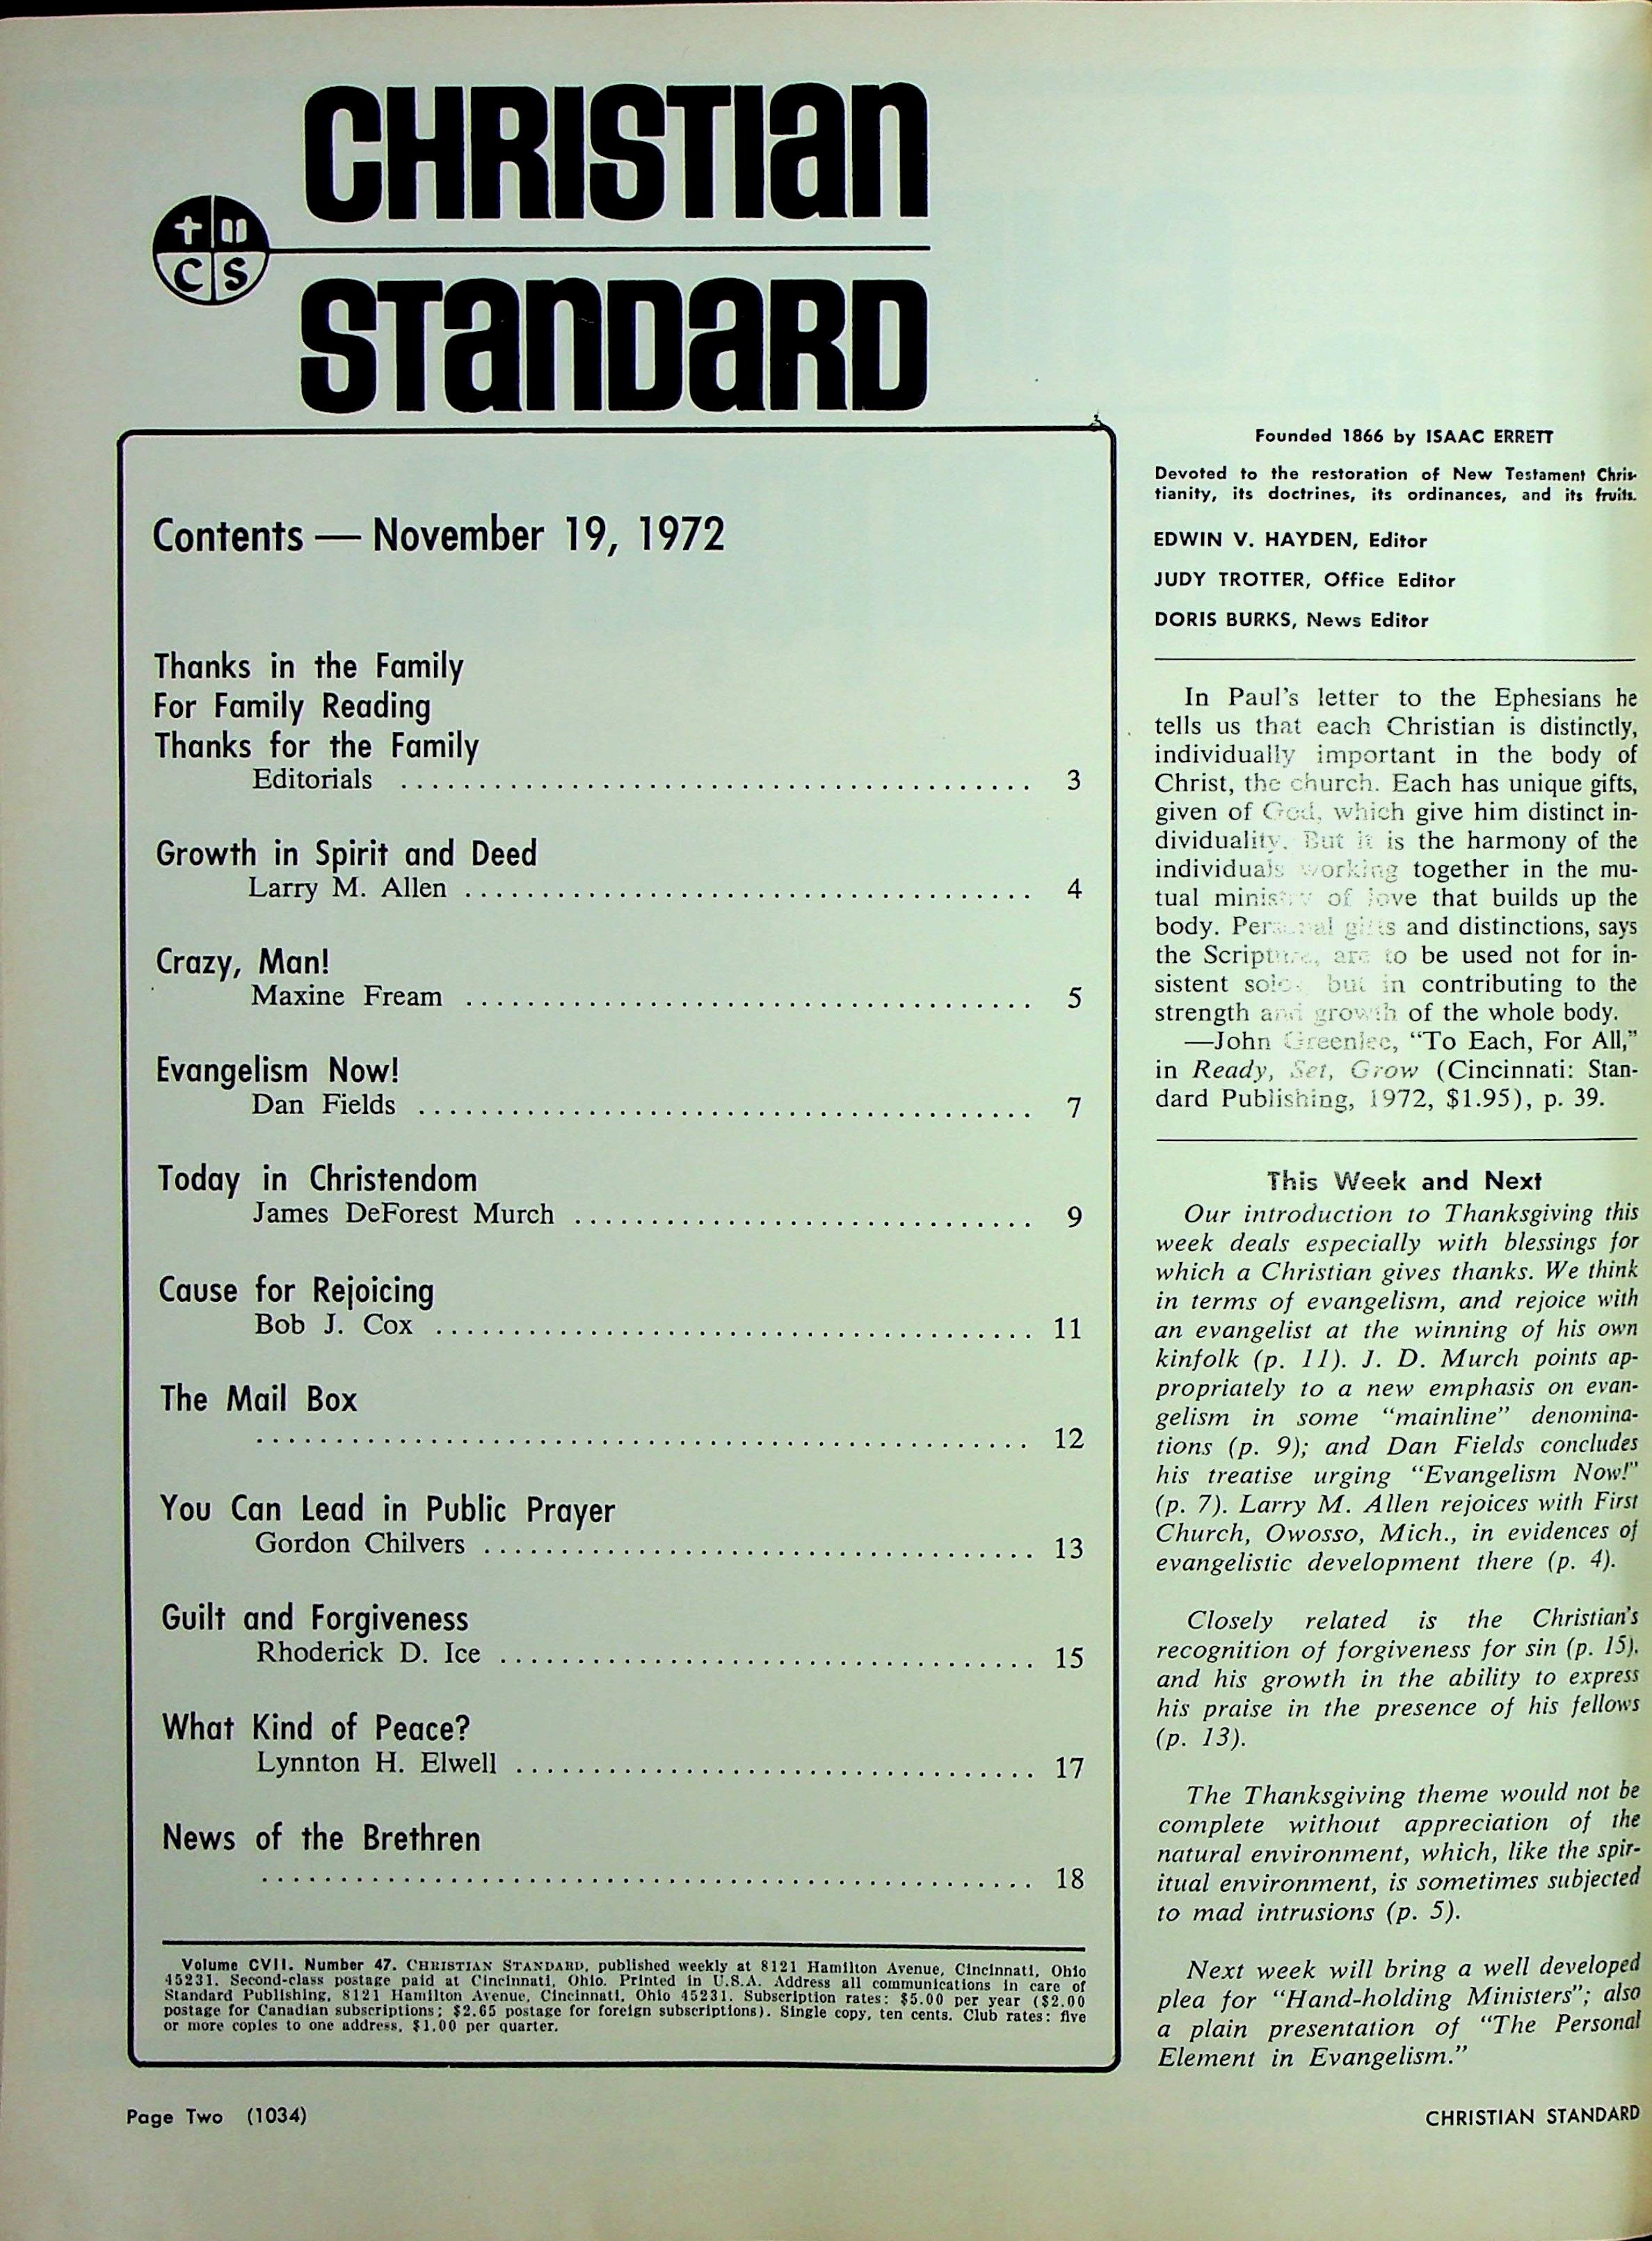 CHRISTIAN
C S
STANDARD
Contents — November 19, 1972
Thanks in the Family
For Family Reading
Thanks for the Family
Editorials ........................................ 3
Growth in Spirit and Deed
Larry M. Allen ..................................... 4
Crazy, Man!
Maxine Fream ..................................... 5
Evangelism Now!
Dan Fields ........................................ 7
Today in Christendom
James DeForest Murch .............................. 9
Cause for Rejoicing
Bob J. Cox ....................................... 11
The Mail Box
.................................................. 12
You Can Lead in Public Prayer
Gordon Chilvers .................................... 13
Guilt and Forgiveness
Rhoderick D. Ice ................................... 15
What Kind of Peace?
Lynnton H. Elwell .................................. 17
News of the Brethren
.................................................. 18
Volume CVII. Number 47. CHRISTIAN STANDARD, published weekly at 8121 Hamilton Avenue, Cincinnati, Ohio
45231. Second-class postage paid at Cincinnati, Ohio. Printed in U.S.A. Address all communications in care of
Standard Publishing, 8121 Hamilton Avenue, Cincinnati, Ohio 45231. Subscription rates: $5.00 per year ($2.00
postage for Canadian subscriptions; $2.65 postage for foreign subscriptions). Single copy, ten cents. Club rates: five
or more copies to one address, $1.00 per quarter.
Founded 1866 by ISAAC ERRETT
Devoted to the restoration of New Testament Chris-
tianity, its doctrines, its ordinances, and its fruits.
EDWIN V. HAYDEN, Editor
JUDY TROTTER, Office Editor
DORIS BURKS, News Editor
In Paul's letter to the Ephesians he
tells us that each Christian is distinctly,
individually important in the body of
Christ, the church. Each has unique gifts,
given of God, which give him distinct in-
dividuality. But it is the harmony of the
individuals working together in the mu-
tual ministry of love that builds up the
body. Personal gifts and distinctions, says
the Scripture, are to be used not for in-
sistent solo, but in contributing to the
strength and growth of the whole body.
—John Greenlee, "To Each, For All,"
in Ready, Set, Grow (Cincinnati: Stan-
dard Publishing, 1972, $1.95), p. 39.
This Week and Next
Our introduction to Thanksgiving this
week deals especially with blessings for
which a Christian gives thanks. We think
in terms of evangelism, and rejoice with
an evangelist at the winning of his own
kinfolk (p. 11). J. D. Murch points ap-
propriately to a new emphasis on evan-
gelism in some "mainline" denomina-
tions (p. 9); and Dan Fields concludes
his treatise urging "Evangelism Now!"
(p. 7). Larry M. Allen rejoices with First
Church, Owosso, Mich., in evidences of
evangelistic development there (p. 4).
Closely related is the Christian's
recognition of forgiveness for sin (p. 15),
and his growth in the ability to express
his praise in the presence of his fellows
(p. 13).
The Thanksgiving theme would not be
complete without appreciation of the
natural environment, which, like the spir-
itual environment, is sometimes subjected
to mad intrusions (p. 5).
Next week will bring a well developed
plea for "Hand-holding Ministers"; also
a plain presentation of "The Personal
Element in Evangelism."
Page Two (1034)
CHRISTIAN STANDARD